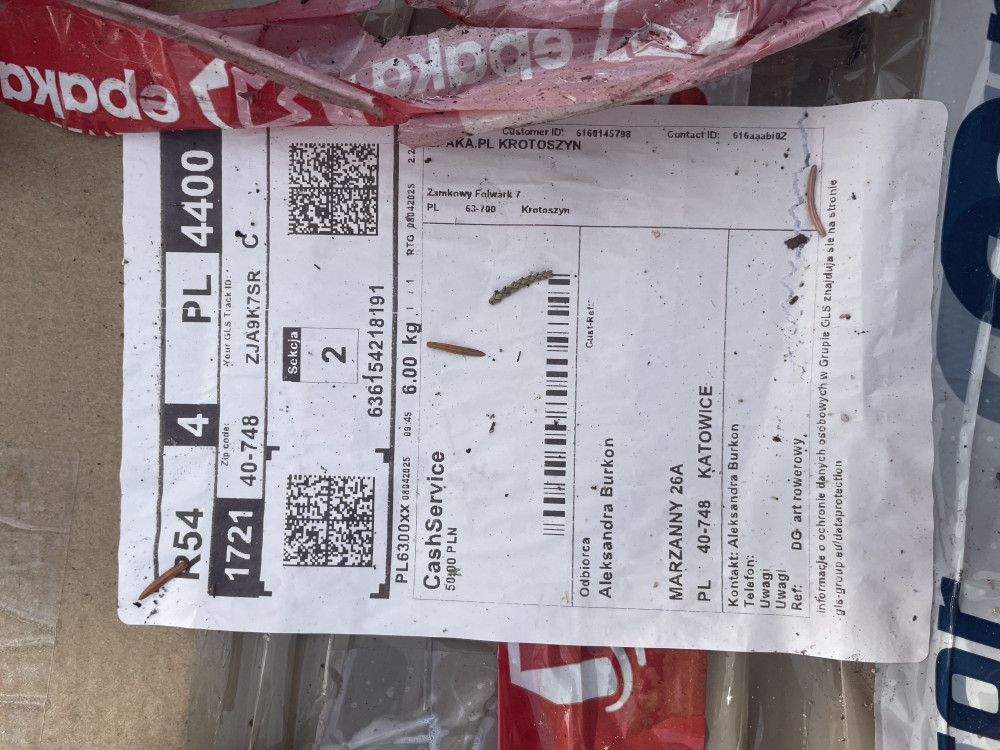 epaka
epaka
epaka
Customer ID: 6160145798 Contact ID: 616aaabi0Z
PAKA.PL KROTOSZYN
Zamkowy Folwark 7
PL 63-700 Krotoszyn
R54 4 PL 4400
1721
Zip code:
40-748
Your GLS Track ID:
ZJA9K7SR C
Sekcja
2
636154218191
PL6300xx 08042025 09:45 6.00 kg 1 / 1 RTG 08042025
CashService
50,00 PLN
Odbiorca
Aleksandra Burkon
Cust-Ref:
MARZANNY 26A
PL 40-748 KATOWICE
Kontakt: Aleksandra Burkon
Telefon:
Uwagi
Uwagi
Ref: DG art rowerowy
Informacje o ochronie danych osobowych w Grupie GLS znajdują się na stronie
gls-group.eu/dataprotection